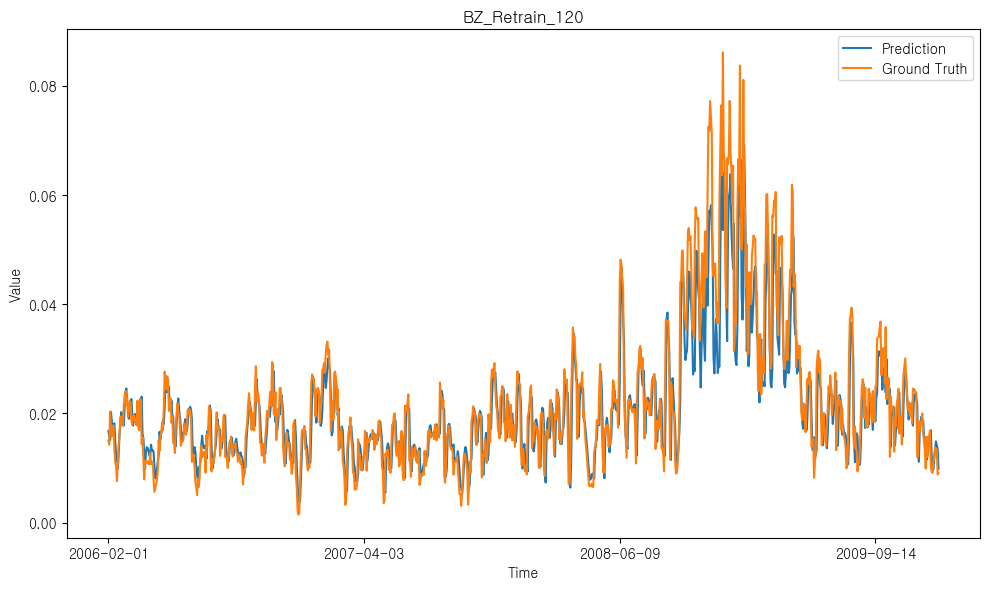 BZ_Retrain_120
Prediction
Ground Truth
0.08
0.06
0.04
0.02
0.00
Value
2006-02-01
2007-04-03
2008-06-09
2009-09-14
Time